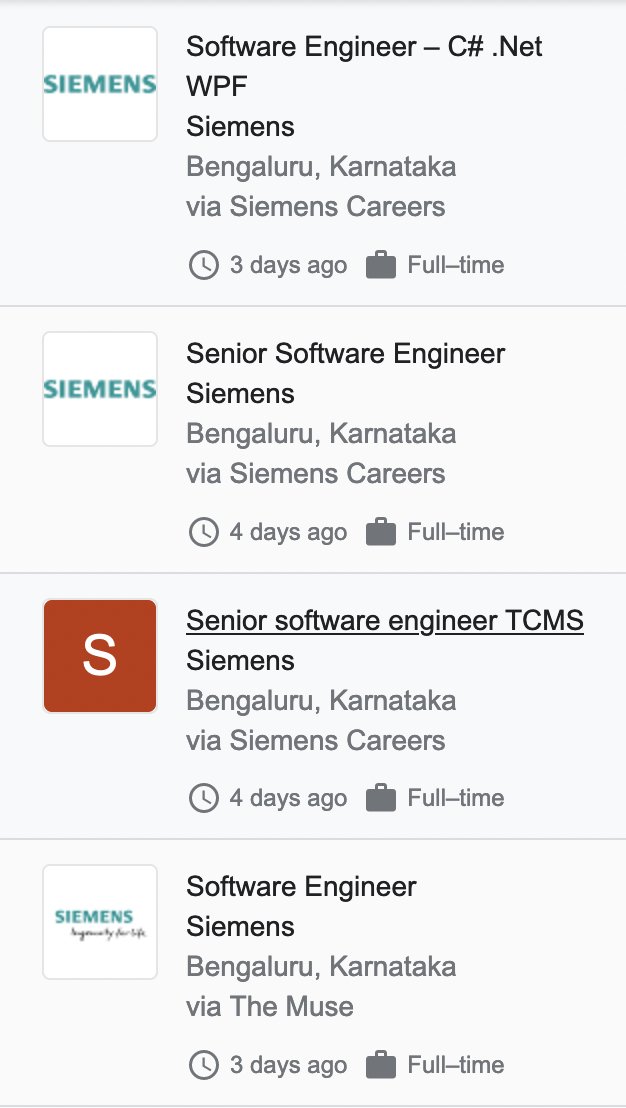 SIEMENS
Software Engineer – C# .Net
WPF
Siemens
Bengaluru, Karnataka
via Siemens Careers
3 days ago Full–time
SIEMENS
Senior Software Engineer
Siemens
Bengaluru, Karnataka
via Siemens Careers
4 days ago Full–time
S
Senior software engineer TCMS
Siemens
Bengaluru, Karnataka
via Siemens Careers
4 days ago Full–time
SIEMENS
Ingenuity for life
Software Engineer
Siemens
Bengaluru, Karnataka
via The Muse
3 days ago Full–time